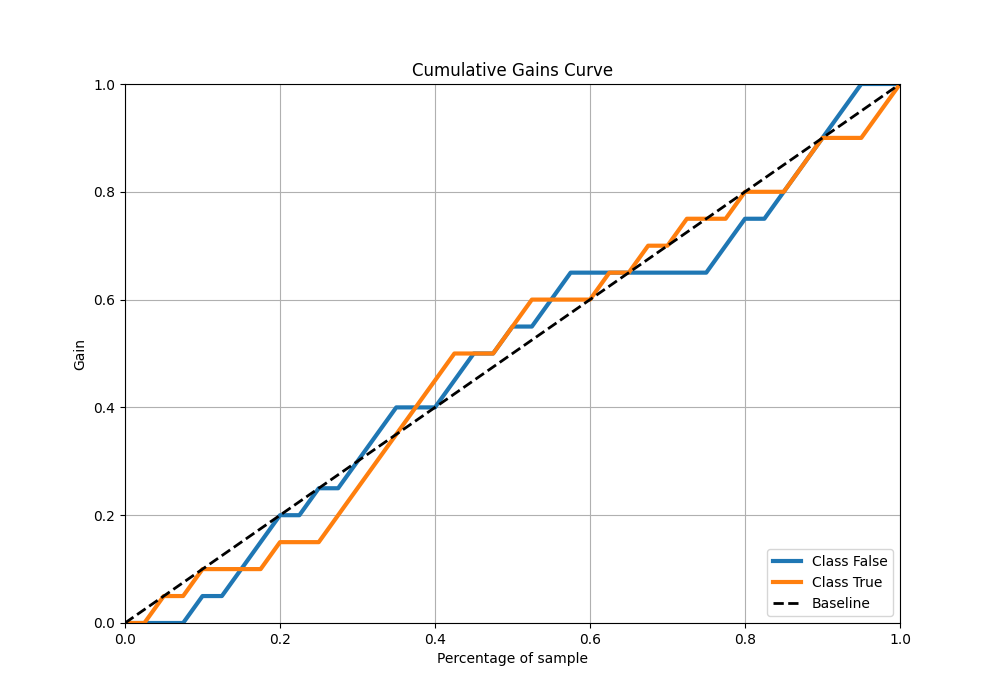 Cumulative Gains Curve
1.0
0.8
0.6
0.4
0.2
0.0
Gain
0.0 0.2 0.4 0.6 0.8 1.0
Percentage of sample
Class False
Class True
Baseline